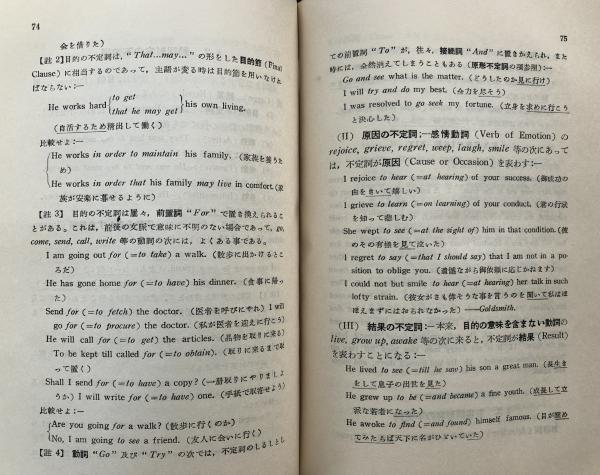 74
会を借りた)
【註 2】目的の不定詞は, “That…may…” の形をした目的節 (Final
Clause) に相当するのであって, 主語が変る時は目的節を用いなけれ
ばならない:—
He works hard {to get
that he may get} his own living.
(自活するため精出して働く)
比較せよ:—
{He works in order to maintain his family. (家族を養うた
め)
He works in order that his family may live in comfort. (家
族が安楽に暮せるように)
【註 3】 目的の不定詞は屡々, 前置詞 “For” で置き換えられるこ
とがある。これは, 前後の文脈で意味に不明のない場合であって, go,
come, send, call, write 等の動詞の次には, よくある事である。
I am going out for (=to take) a walk. (散歩に出かけるとこ
ろだ)
He has gone home for (=to have) his dinner. (食事に帰っ
た)
Send for (=to fetch) the doctor. (医者を呼びにやれ) I will
go for (=to procure) the doctor. (私が医者を迎えに行こう)
He will call for (=to get) the articles. (品物を取りに来る)
To be kept till called for (=to obtain). (取りに来るまで取
って置く)
Shall I send for (=to have) a copy? (一冊取りにやりましょ
うか) I will write for (=to have) one. (手紙で取寄せよう)
比較せよ:—
{Are you going for a walk? (散歩に行くのか)
No, I am going to see a friend. (友人に会いに行く)
【註 4】 動詞 “Go” 及び “Try” の次では, 不定詞のしるしとし
75
ての前置詞 “To” が, 往々, 接続詞 “And” に置きかえられ, また
時には, 全然消えてしまうこともある (原形不定詞の項参照):—
Go and see what is the matter. (どうしたのか見に行け)
I will try and do my best. (全力を尽そう)
I was resolved to go seek my fortune. (立身を求めに行こう
と決心した)
(II) 原因の不定詞;—感情動詞 (Verb of Emotion) の
rejoice, grieve, regret, weep, laugh, smile 等の次にあって
は, 不定詞が原因 (Cause or Occasion) を表わす:—
I rejoice to hear (=at hearing) of your success. (御成功の
由をきいて嬉しい)
I grieve to learn (=on learning) of your conduct. (君の行状
を知って悲しむ)
She wept to see (=at the sight of) him in that condition. (彼
のその有様を見て泣いた)
I regret to say (=that I should say) that I am not in a po-
sition to oblige you. (遺憾ながら御依頼に応じかねます)
I could not but smile to hear (=at hearing) her talk in such
lofty strain. (彼女がさも偉そうな事を言うのを聞いて私はほ
ほえまずにはおられなかった)——Goldsmith.
(III) 結果の不定詞:—本来, 目的の意味を含まない動詞の
live, grow up, awake 等の次に来ると, 不定詞が結果 (Result)
を表わすことになる:—
He lived to see (=till he saw) his son a great man. (長生き
をして息子の出世を見た)
He grew up to be (=and became) a fine youth. (成長して立
派な若者になった)
He awoke to find (=and found) himself famous. (目が醒め
てみたらば天下に名がひびいていた)